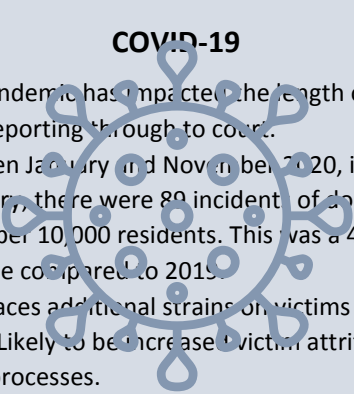 COVID-19
ndemic has impacted the length o
eporting through to court.
en January and November 2020, i
ry, there were 89 incidents of do
per 10,000 residents. This was a 4
e compared to 2019.
aces additional strains on victims
Likely to be increased victim attri
rocesses.